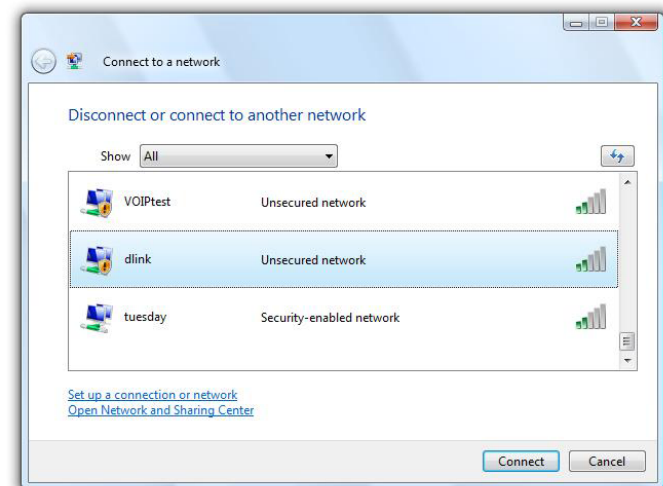 Connect to a network
Disconnect or connect to another network
Show All
VOIPtest Unsecured network
dlink Unsecured network
tuesday Security-enabled network
Set up a connection or network
Open Network and Sharing Center
Connect Cancel